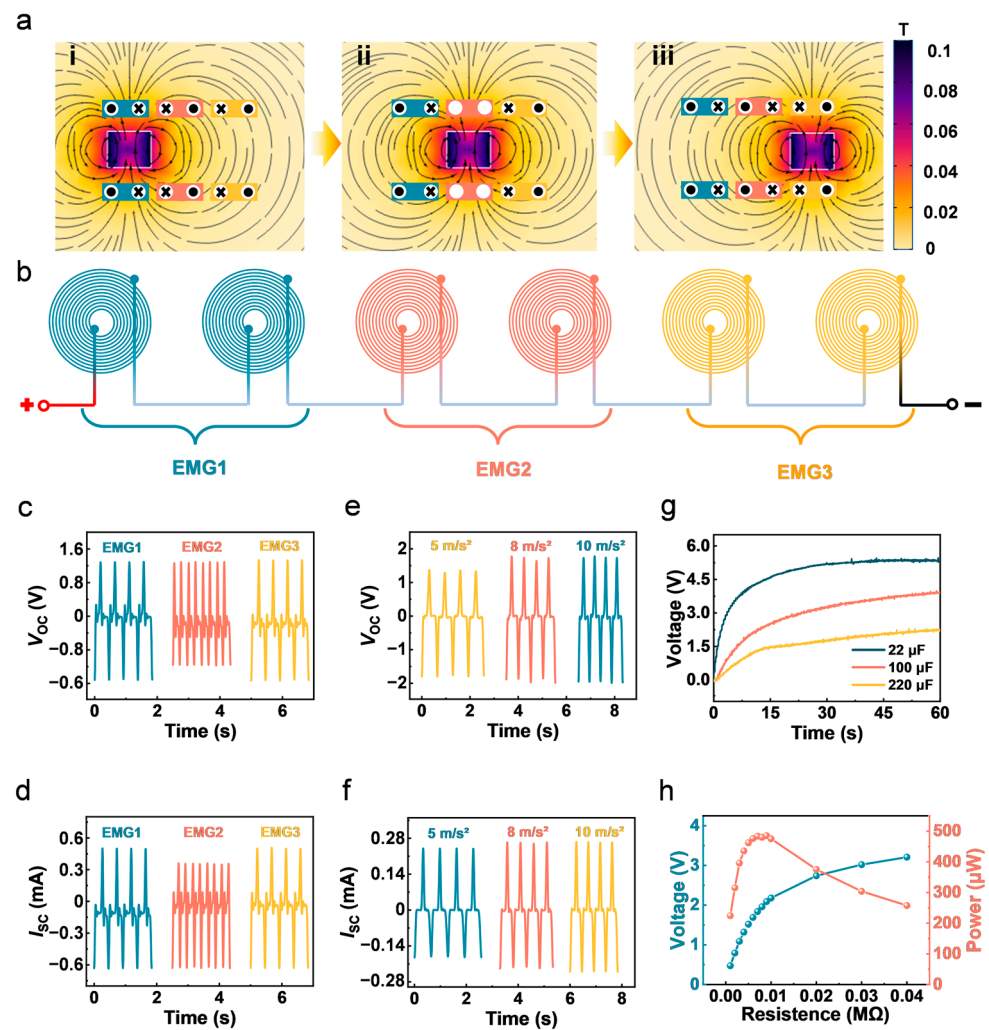 a
i
ii
iii
T
0.1
0.08
0.06
0.04
0.02
0
b
+
−
EMG1
EMG2
EMG3
c
EMG1 EMG2 EMG3
1.6
0.8
0
−0.8
−0.6
0 2 4 6
Voc (V)
Time (s)
e
5 m/s² 8 m/s² 10 m/s²
2
1
0
−1
−2
0 2 4 6 8
Voc (V)
Time (s)
g
6.0
4.5
3.0
1.5
0.0
0 15 30 45 60
Voltage (V)
Time (s)
22 μF
100 μF
220 μF
d
EMG1 EMG2 EMG3
0.6
0.3
0
−0.3
−0.6
0 2 4 6
Isc (mA)
Time (s)
f
5 m/s² 8 m/s² 10 m/s²
0.28
0.14
0
−0.14
−0.28
0 2 4 6 8
Isc (mA)
Time (s)
h
4
3
2
1
0
Voltage (V)
500
400
300
200
100
0
Power (μW)
0.00 0.01 0.02 0.03 0.04
Resistence (MΩ)